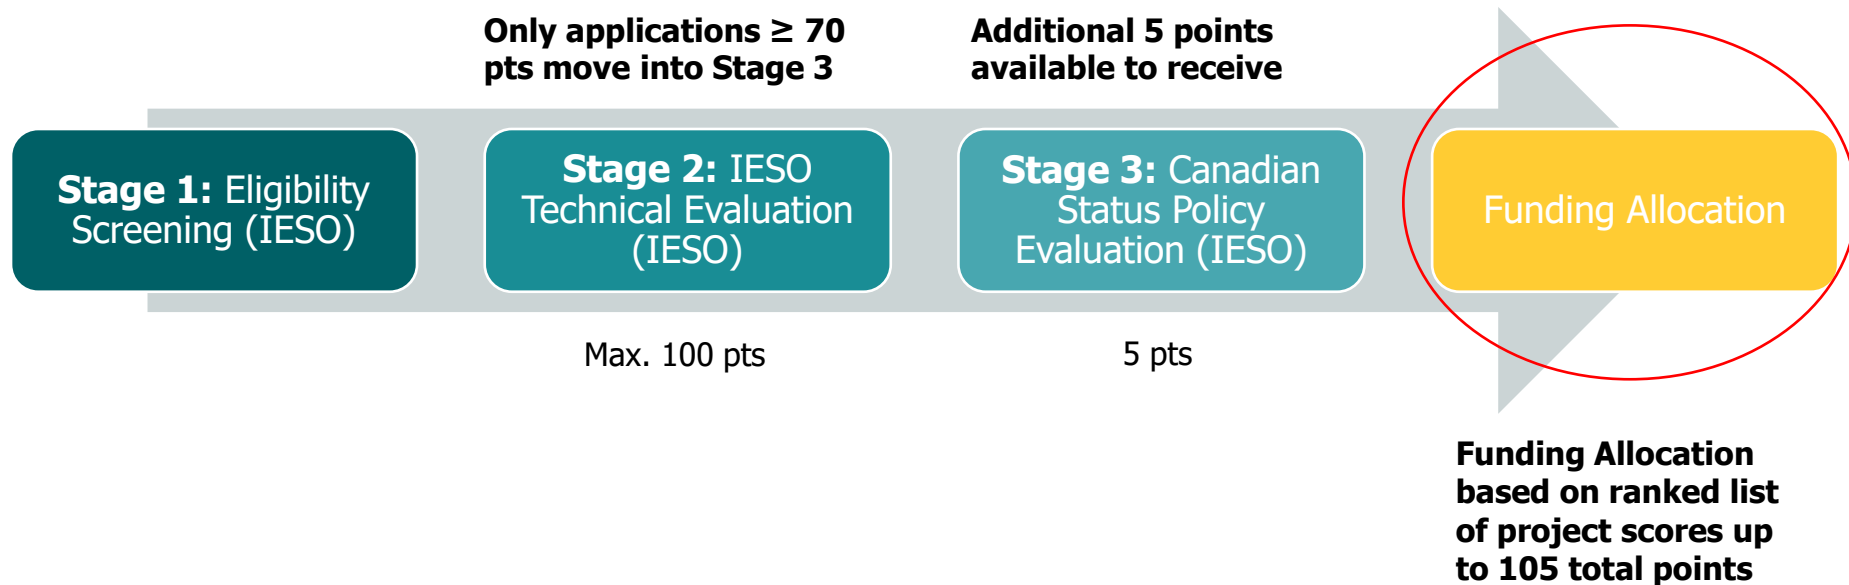 Only applications ≥ 70
pts move into Stage 3
Additional 5 points
available to receive
Stage 1: Eligibility
Screening (IESO)
Stage 2: IESO
Technical Evaluation
(IESO)
Stage 3: Canadian
Status Policy
Evaluation (IESO)
Funding Allocation
Max. 100 pts
5 pts
Funding Allocation
based on ranked list
of project scores up
to 105 total points